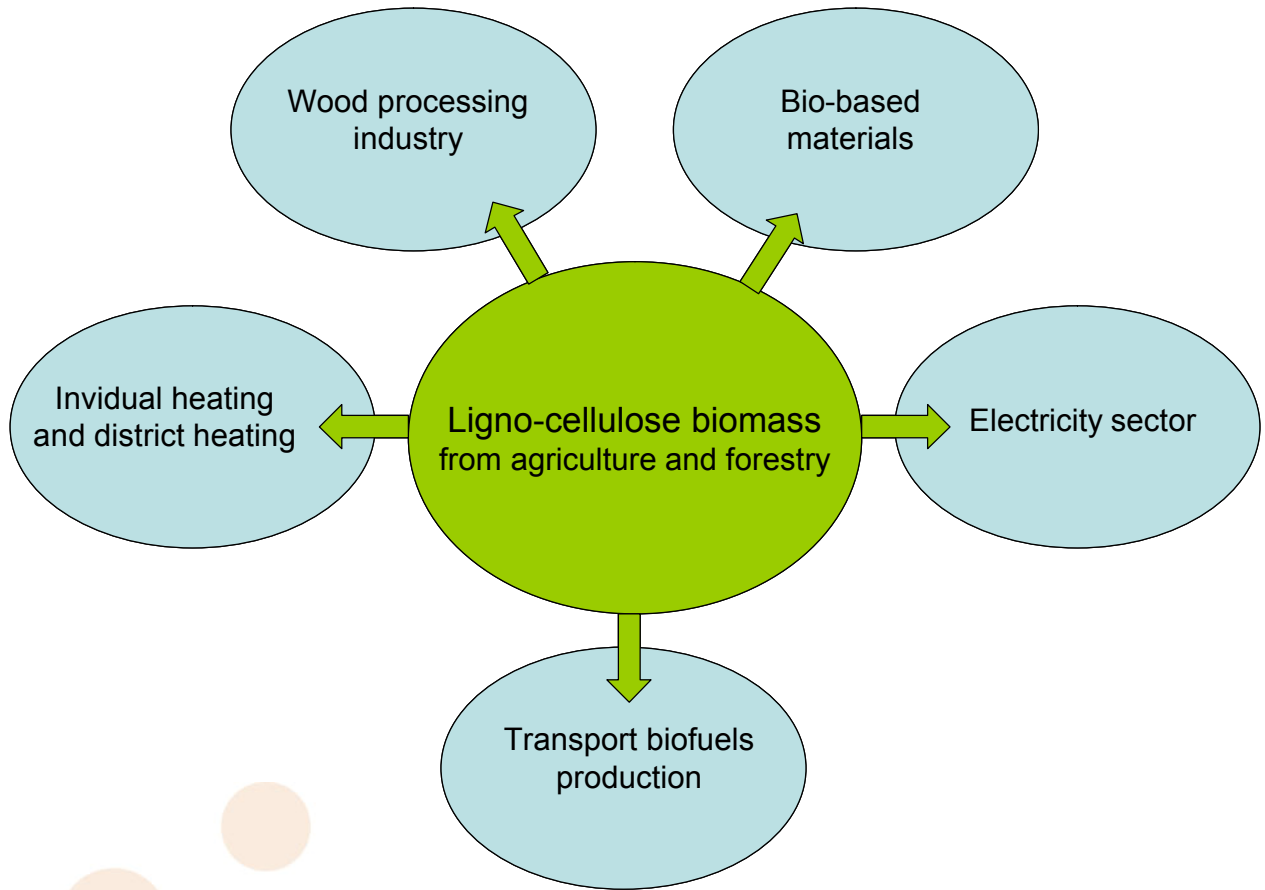 Wood processing
industry
Bio-based
materials
Invidual heating
and district heating
Ligno-cellulose biomass
from agriculture and forestry
Electricity sector
Transport biofuels
production